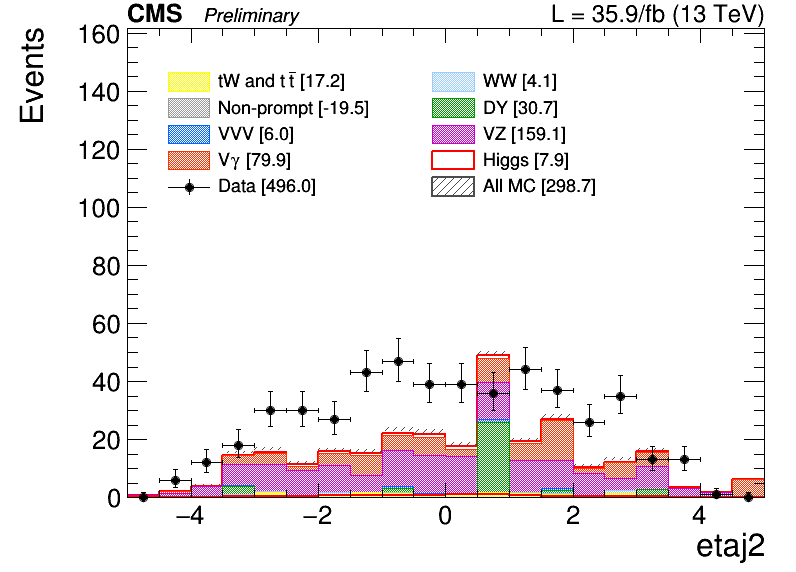 CMS Preliminary L = 35.9/fb (13 TeV)
Events
160
140
120
100
80
60
40
20
0
tW and t t̅ [17.2]
WW [4.1]
Non-prompt [-19.5]
DY [30.7]
VVV [6.0]
VZ [159.1]
Vγ [79.9]
Higgs [7.9]
Data [496.0]
All MC [298.7]
−4 −2 0 2 4
etaj2